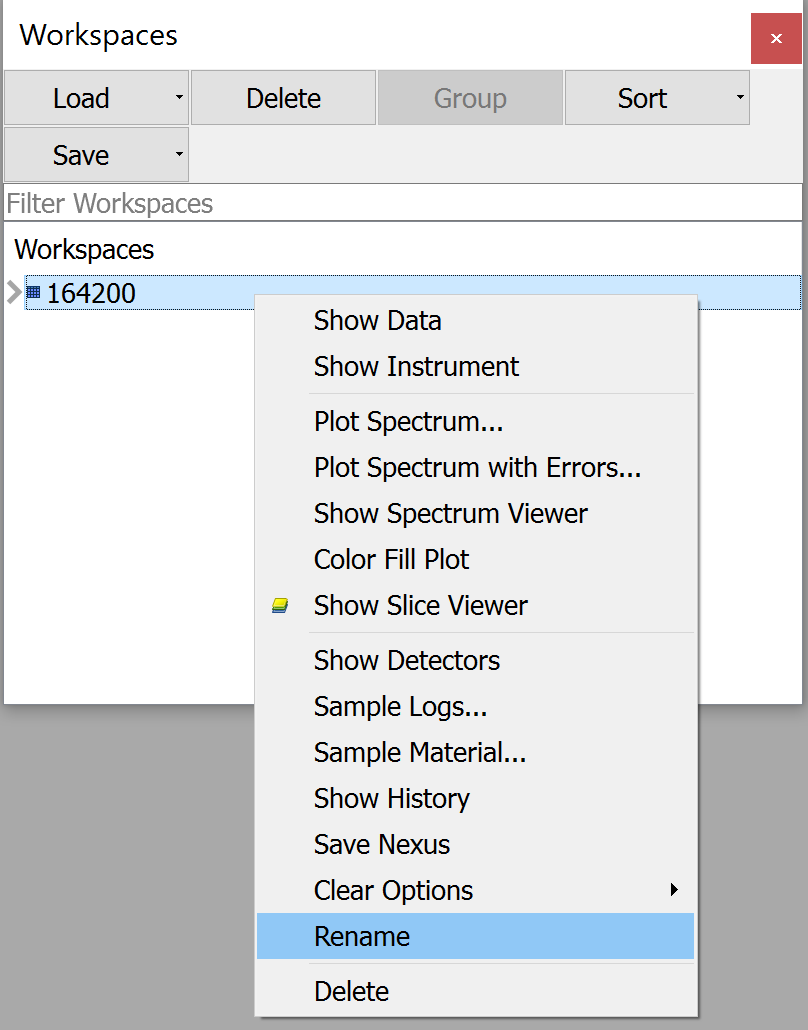 Workspaces
Load Delete Group Sort
Save
Filter Workspaces
Workspaces
164200
Show Data
Show Instrument
Plot Spectrum...
Plot Spectrum with Errors...
Show Spectrum Viewer
Color Fill Plot
Show Slice Viewer
Show Detectors
Sample Logs...
Sample Material...
Show History
Save Nexus
Clear Options
Rename
Delete